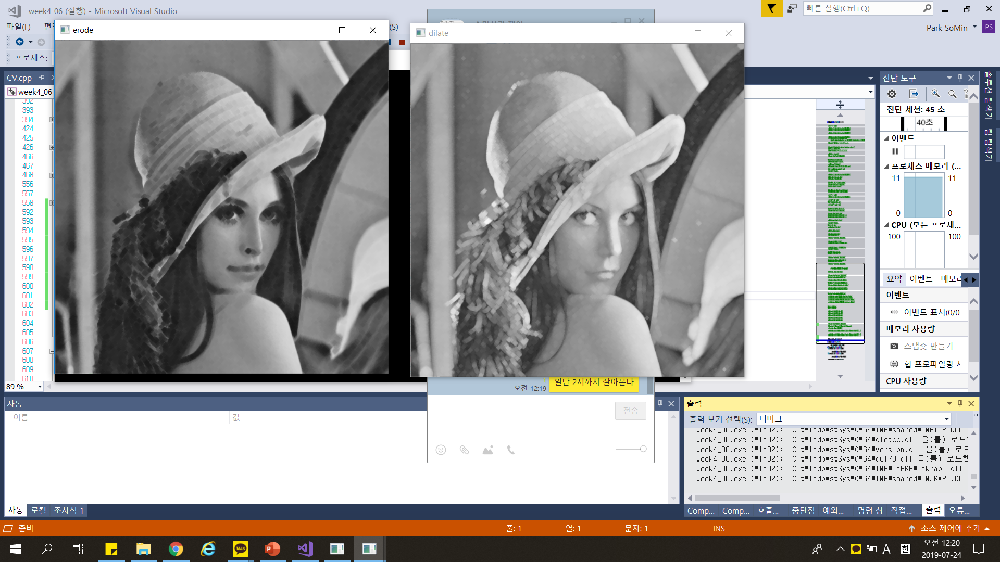 week4_06 (실행) - Microsoft Visual Studio
빠른 실행(Ctrl+Q)
파일(F)
(S)
Park SoMin
PS
프로세스:
erode
dilate
CV.cpp
week4_06
392
393
394
424
425
426
466
467
468
556
557
558
592
593
594
595
596
597
598
599
600
601
602
603
604
605
606
607
608
609
610
89 %
진단 도구
진단 세션: 45 초
40초
이벤트
프로세스 메모리 (...
11
11
0
0
CPU (모든 프로세...
100
100
요약
이벤트
이벤트
이벤트 표시(0/0
메모리 사용량
스냅숏 만들기
힙 프로파일링
CPU 사용량
솔루션 탐색기
팀 탐색기
오전 12:19
일단 2시까지 살아본다
전송
자동
이름
값
자동
로컬
조사식 1
출력
출력 보기 선택(S):
디버그
'week4_06.exe'(Win32): 'C:\Windows\SysWOW64\IME\shared\IMETIP.DLL'
'week4_06.exe'(Win32): 'C:\Windows\SysWOW64\oleacc.dll'을(를) 로드
'week4_06.exe'(Win32): 'C:\Windows\SysWOW64\version.dll'을(를) 로드
'week4_06.exe'(Win32): 'C:\Windows\SysWOW64\dui70.dll'을(를) 로드했
'week4_06.exe'(Win32): 'C:\Windows\SysWOW64\IME\IMEKR\imkrapi.dll'
'week4_06.exe'(Win32): 'C:\Windows\SysWOW64\IME\shared\IMJKAPI.DLL
Comp...
Comp...
호출...
중단점
예외...
명령 창
직접...
출력
오류...
준비
줄: 1
열: 1
문자: 1
INS
소스 제어에 추가
TALK
A
한
오전 12:20
2019-07-24